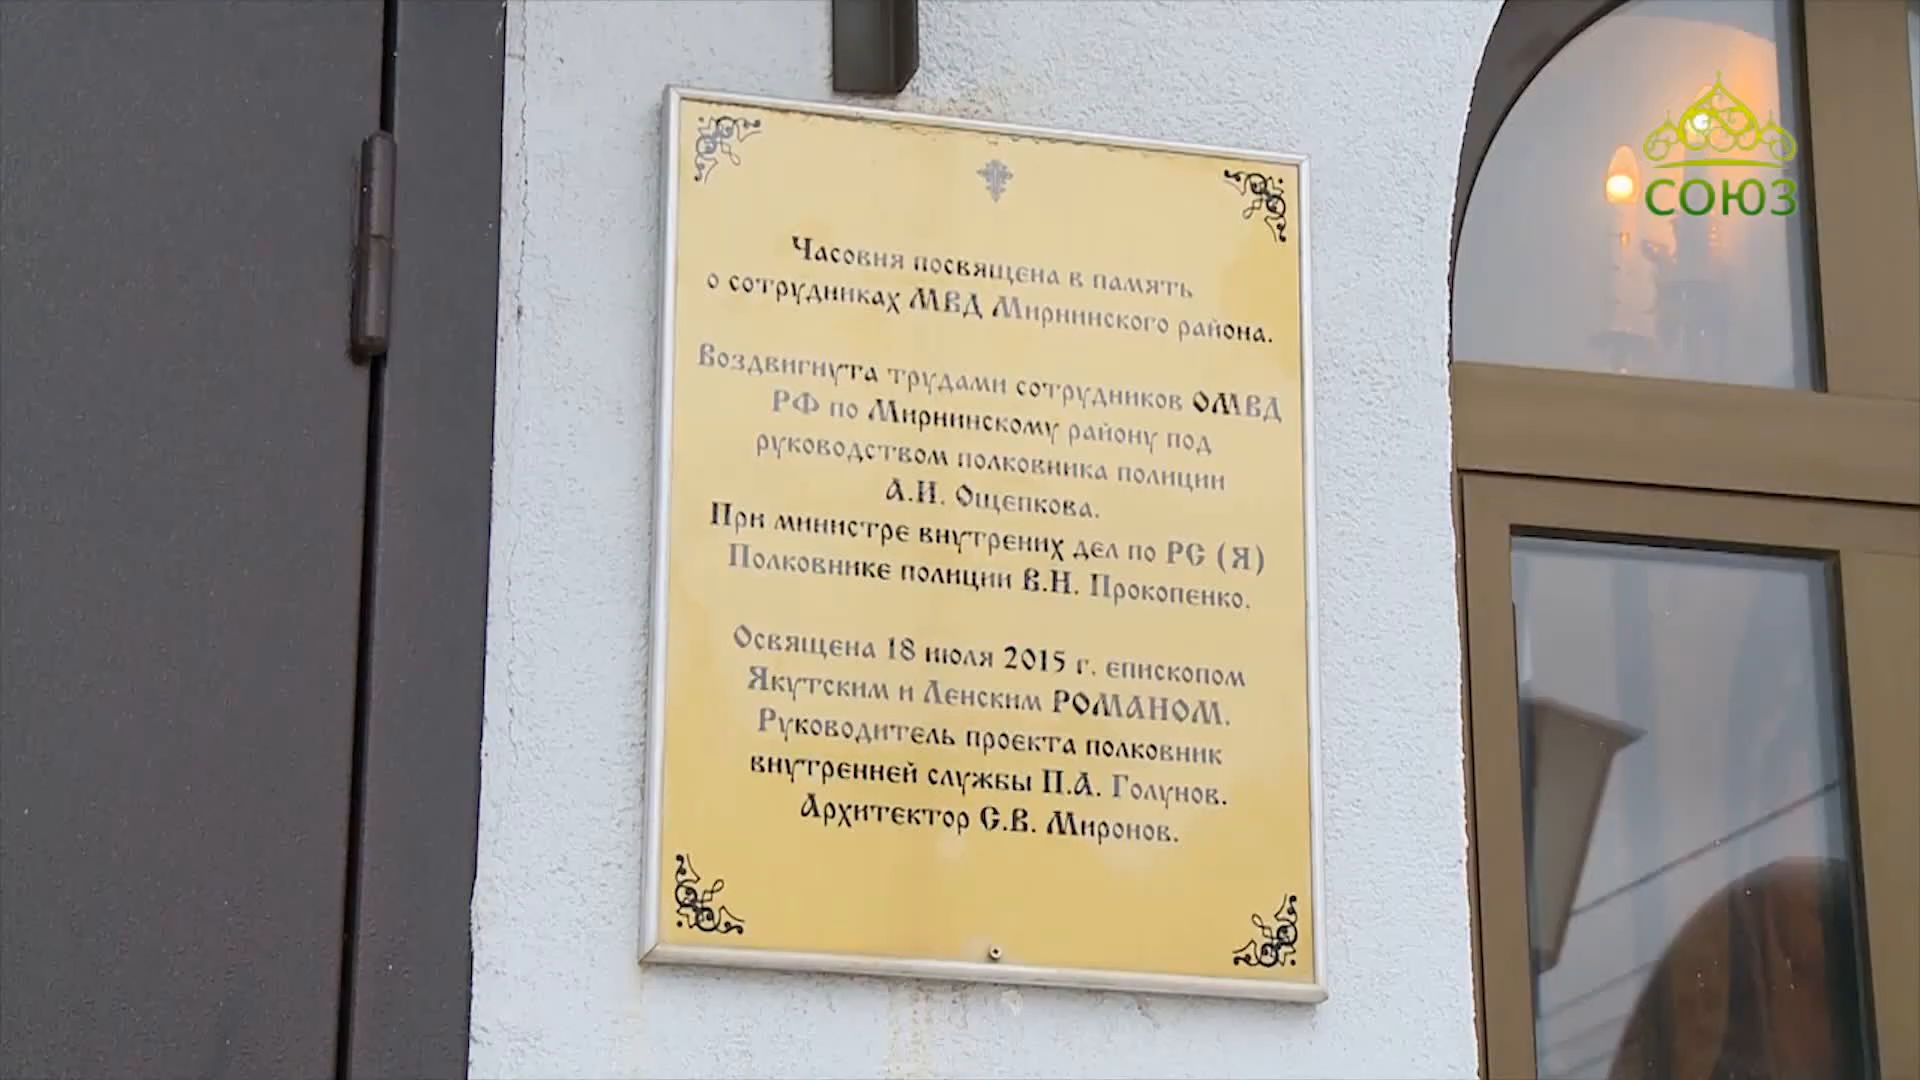 Часовня посвящена в память
о сотрудниках МВД Мирнинского района.
Воздвигнута трудами сотрудников ОМВД
РФ по Мирнинскому району под
руководством полковника полиции
А.И. Ощепкова.
При министре внутрених дел по РС (Я)
Полковнике полиции В.Н. Прокопенко.
Освящена 18 июля 2015 г. епископом
Якутским и Ленским РОМАНОМ.
Руководитель проекта полковник
внутренней службы П.А. Голунов.
Архитектор С.В. Миронов.
СОЮЗ